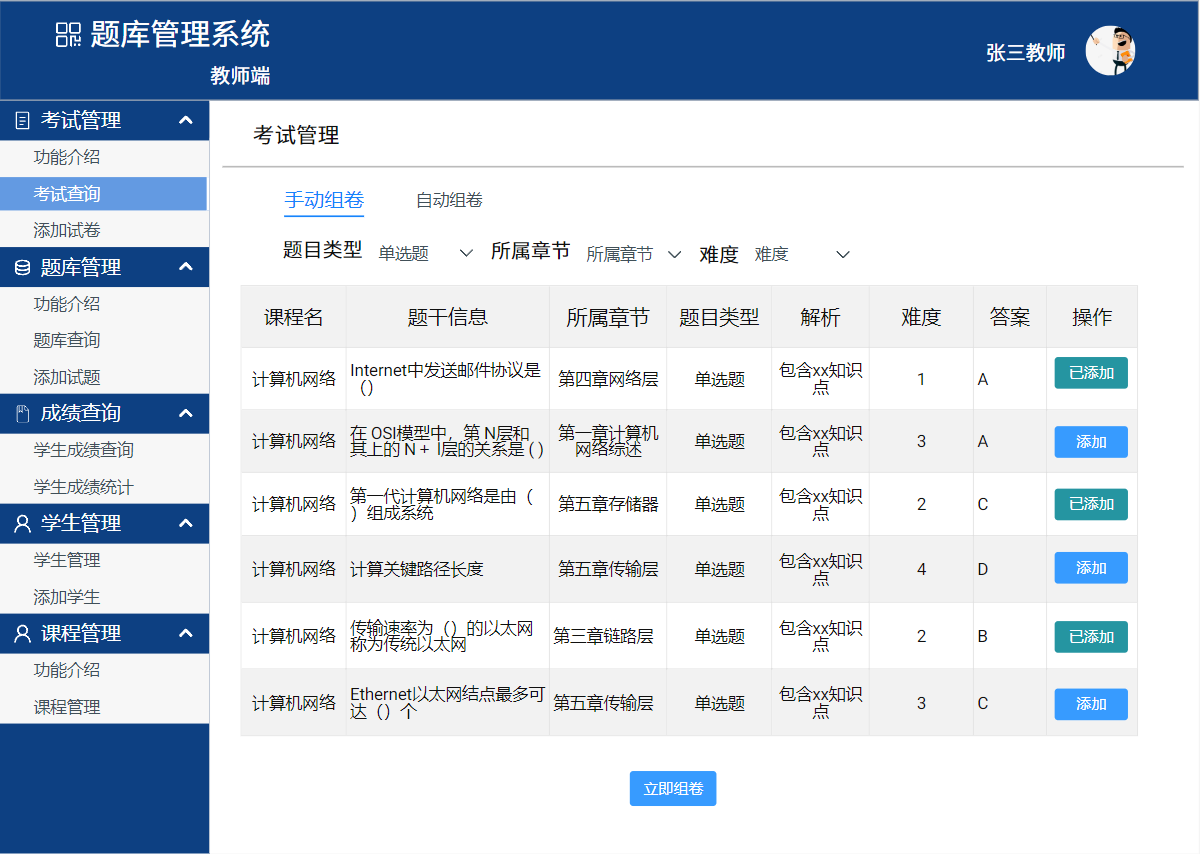 题库管理系统
教师端
张三教师
考试管理
功能介绍
考试查询
添加试卷
题库管理
功能介绍
题库查询
添加试题
成绩查询
学生成绩查询
学生成绩统计
学生管理
学生管理
添加学生
课程管理
功能介绍
课程管理
考试管理
手动组卷 自动组卷
题目类型 单选题 所属章节 所属章节 难度 难度
课程名 题干信息 所属章节 题目类型 解析 难度 答案 操作
计算机网络 Internet中发送邮件协议是 第四章网络层 单选题 包含xx知识 1 A 已添加
（） 点
计算机网络 在 OSI模型中，第 N层和 第一章计算机 单选题 包含xx知识 3 A 添加
其上的 N + l层的关系是 ( ) 网络综述 点
计算机网络 第一代计算机网络是由（ 第五章存储器 单选题 包含xx知识 2 C 已添加
）组成系统 点
计算机网络 计算关键路径长度 第五章传输层 单选题 包含xx知识 4 D 添加
点
计算机网络 传输速率为（）的以太网 第三章链路层 单选题 包含xx知识 2 B 已添加
称为传统以太网 点
计算机网络 Ethernet以太网结点最多可 第五章传输层 单选题 包含xx知识 3 C 添加
达（）个 点
立即组卷